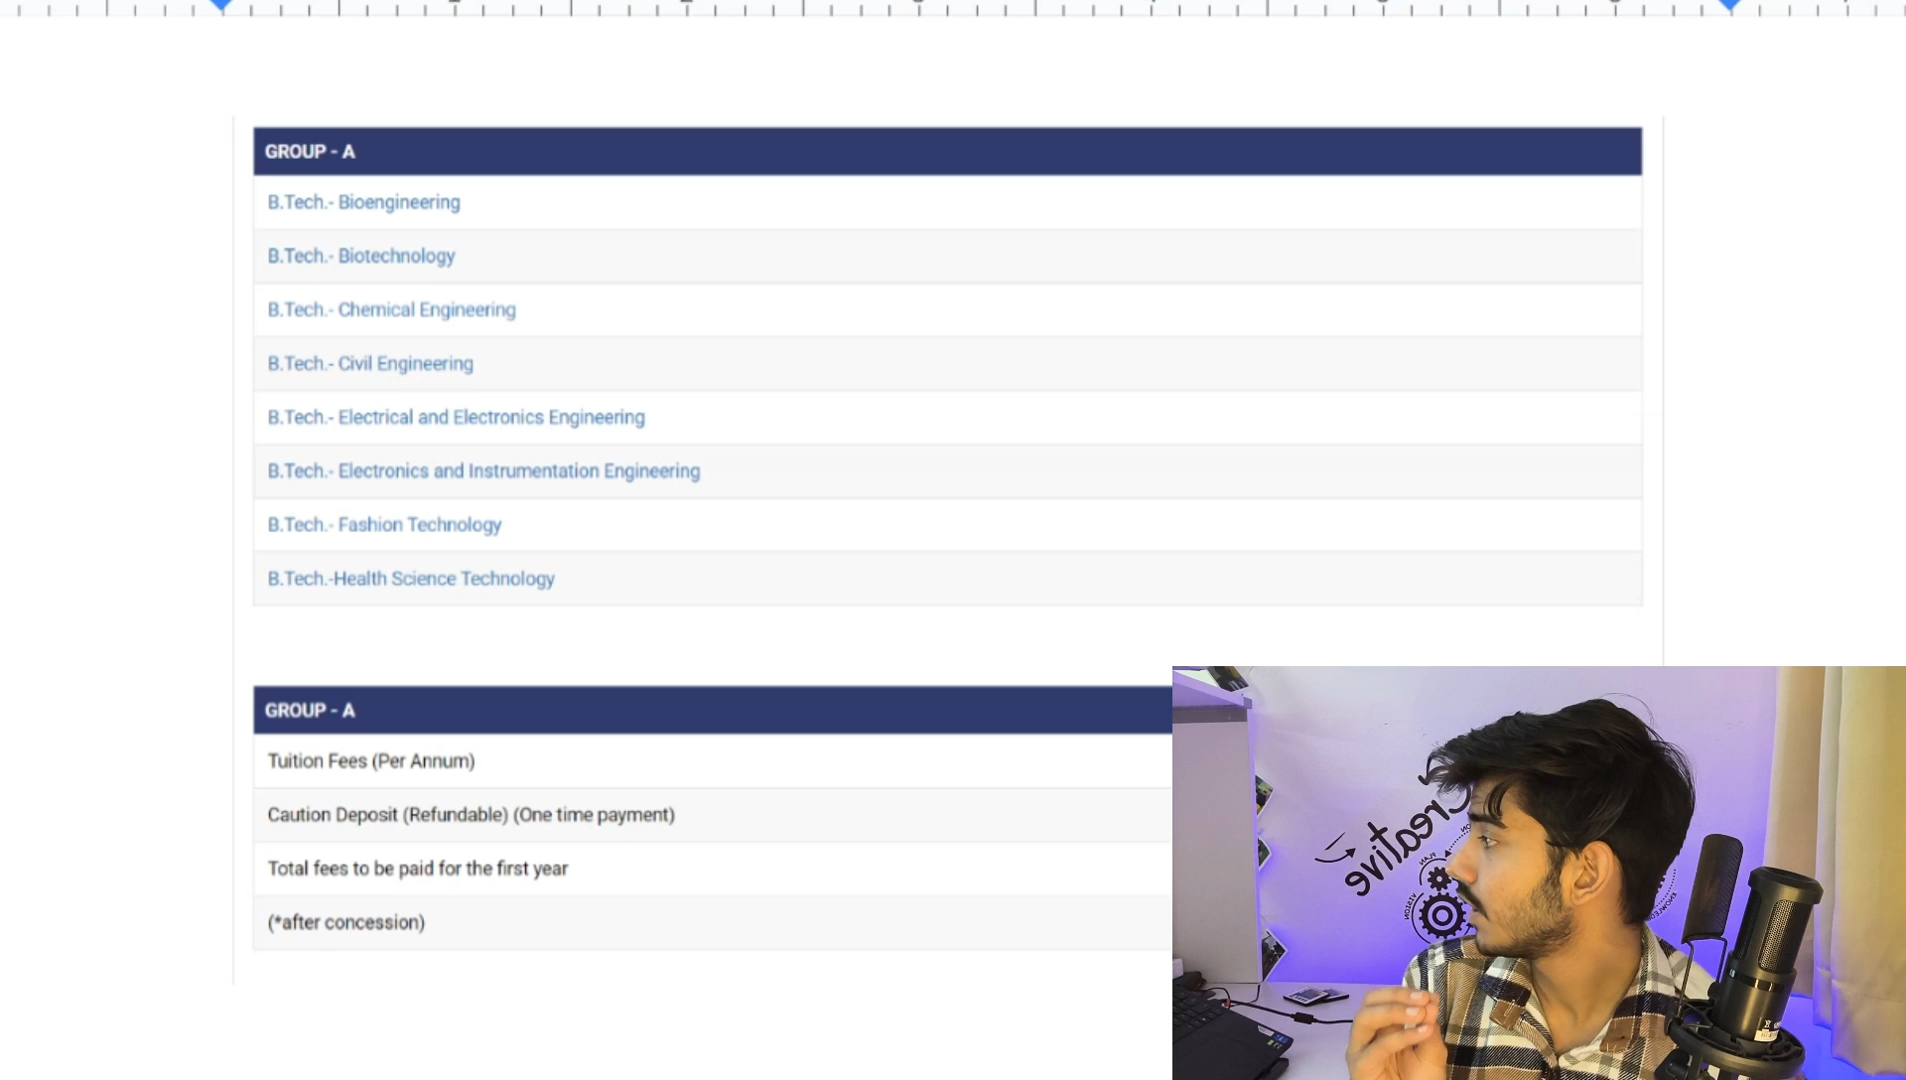 GROUP - A
B.Tech.- Bioengineering
B.Tech.- Biotechnology
B.Tech.- Chemical Engineering
B.Tech.- Civil Engineering
B.Tech.- Electrical and Electronics Engineering
B.Tech.- Electronics and Instrumentation Engineering
B.Tech.- Fashion Technology
B.Tech.-Health Science Technology
GROUP - A
Tuition Fees (Per Annum)
Caution Deposit (Refundable) (One time payment)
Total fees to be paid for the first year
(*after concession)
Creative
PLAN
VISION